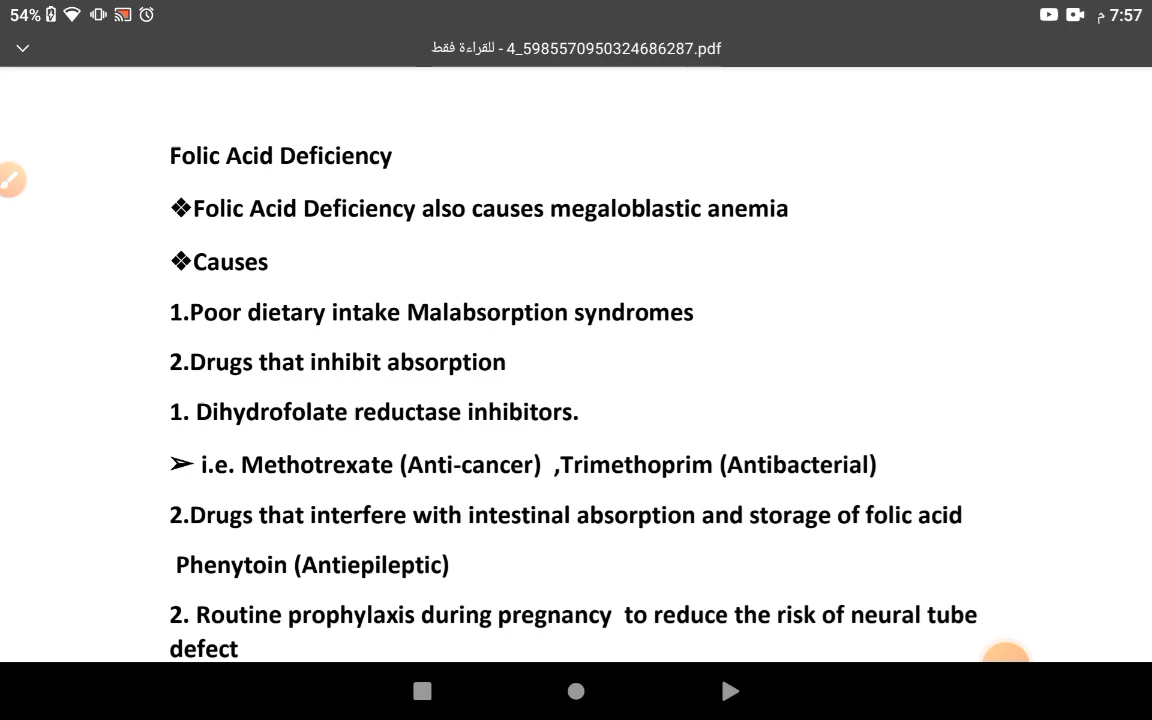 54% م 7:57
4_5985570950324686287.pdf - للقراءة فقط
Folic Acid Deficiency
❖Folic Acid Deficiency also causes megaloblastic anemia
❖Causes
1.Poor dietary intake Malabsorption syndromes
2.Drugs that inhibit absorption
1. Dihydrofolate reductase inhibitors.
➢ i.e. Methotrexate (Anti-cancer)  ,Trimethoprim (Antibacterial)
2.Drugs that interfere with intestinal absorption and storage of folic acid
Phenytoin (Antiepileptic)
2. Routine prophylaxis during pregnancy  to reduce the risk of neural tube
defect